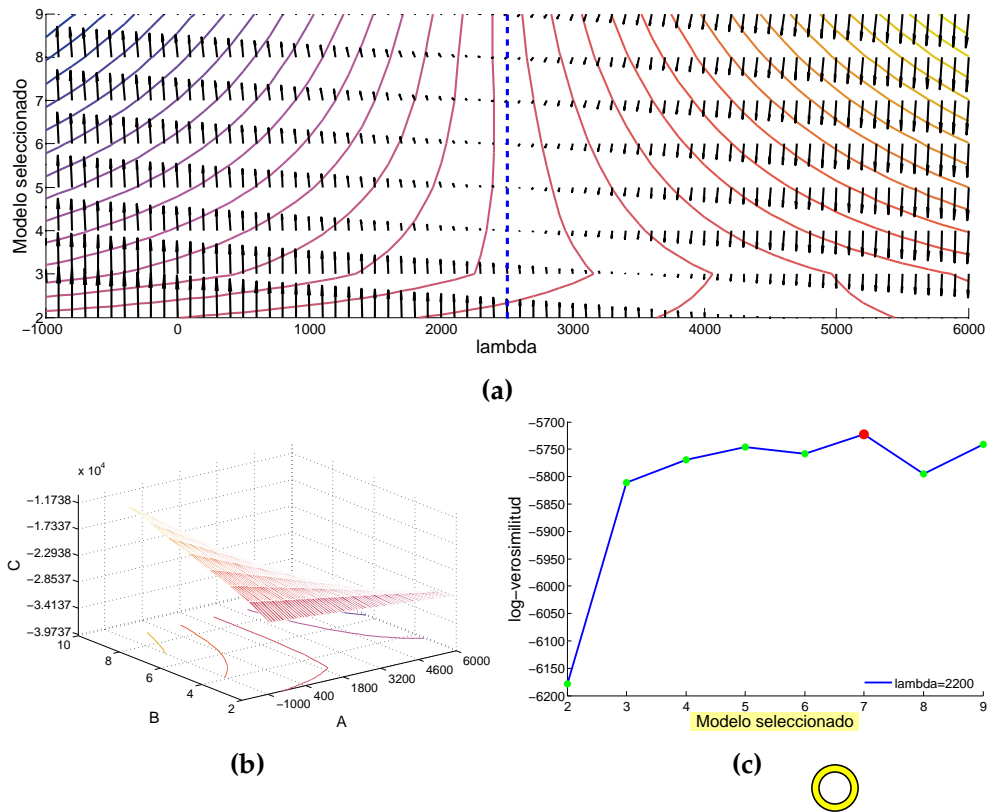 9
8
7
6
5
4
3
2
Modelo seleccionado
−1000 0 1000 2000 3000 4000 5000 6000
lambda
(a)
x 10^4
−1.1738
−1.7337
−2.2938
−2.8537
−3.4137
−3.9737
C
10
8
6
4
2
B
−1000 400 1800 3200 4600 6000
A
(b)
−5700
−5750
−5800
−5850
−5900
−5950
−6000
−6050
−6100
−6150
−6200
log−verosimilitud
lambda=2200
2 3 4 5 6 7 8 9
Modelo seleccionado
(c)